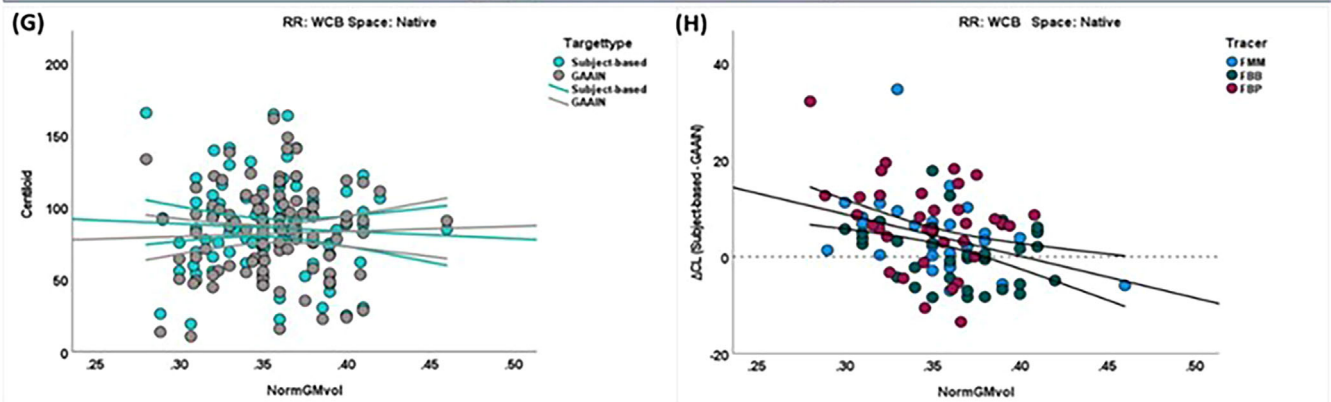 (G)
RR: WCB Space: Native
Targettype
Subject-based
GAAIN
Subject-based
GAAIN
Centiloid
200
150
100
50
0
.25 .30 .35 .40 .45 .50
NormGMvol
(H)
RR: WCB Space: Native
Tracer
FMM
FBB
FBP
ΔCL (Subject-based - GAAIN)
40
20
0
-20
.25 .30 .35 .40 .45 .50
NormGMvol